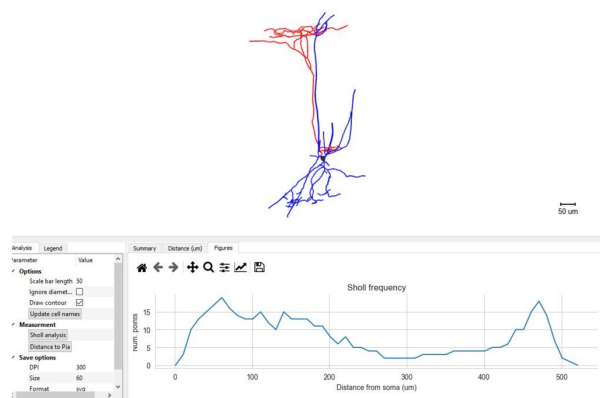 50 um
Analysis Legend
Parameter Value
Options
Scale bar length 50
Ignore diamet...
Draw contour
Update cell names
Measurment
Sholl analysis
Distance to Pia
Save options
DPI 300
Size 60
Format svg
Summary Distance (um) Figures
Sholl frequency
num. points
15
10
5
0
0 100 200 300 400 500
Distance from soma (um)